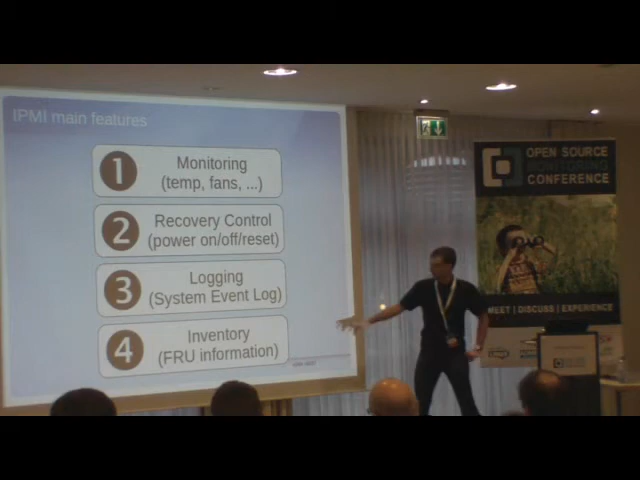 IPMI main features
1
Monitoring
(temp, fans, ...)
2
Recovery Control
(power on/off/reset)
3
Logging
(System Event Log)
4
Inventory
(FRU information)
OPEN SOURCE
MONITORING
CONFERENCE
MEET | DISCUSS | EXPERIENCE